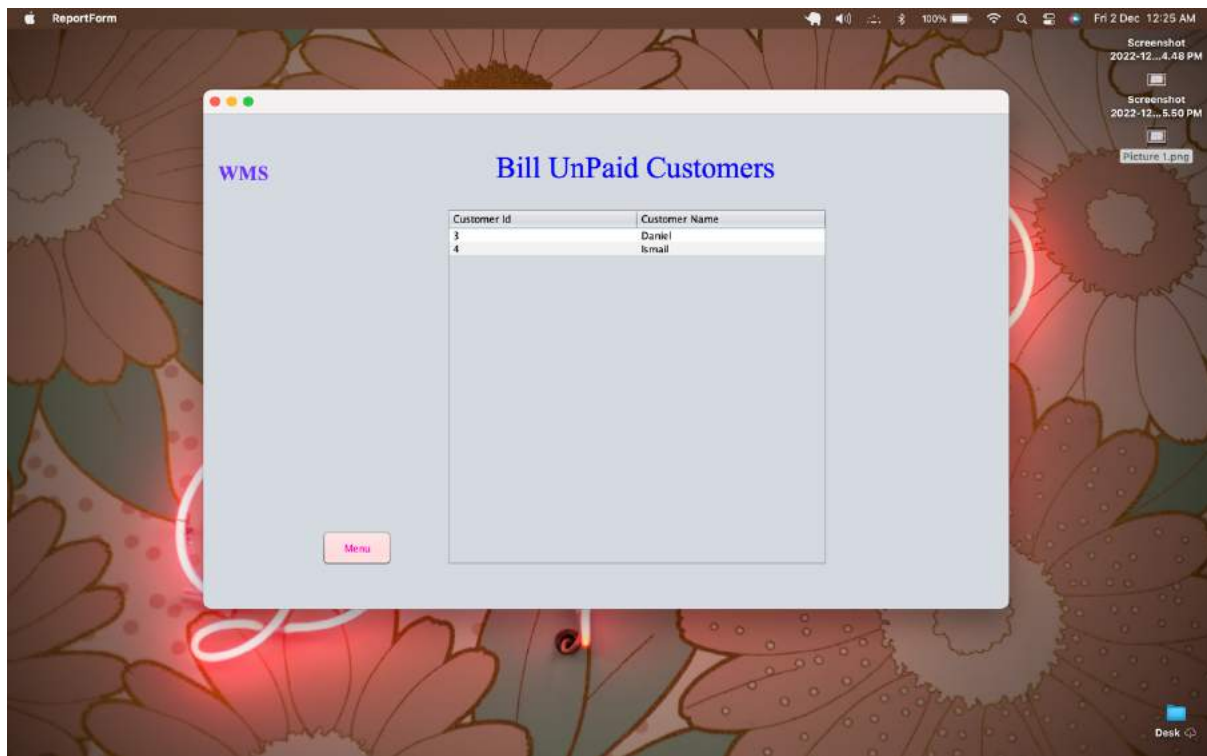 ReportForm
100%
Fri 2 Dec 12:25 AM
Screenshot
2022-12...4.48 PM
Screenshot
2022-12...5.50 PM
Picture 1.png
WMS
Bill UnPaid Customers
Customer Id Customer Name
3 Daniel
4 Ismail
Menu
Desk